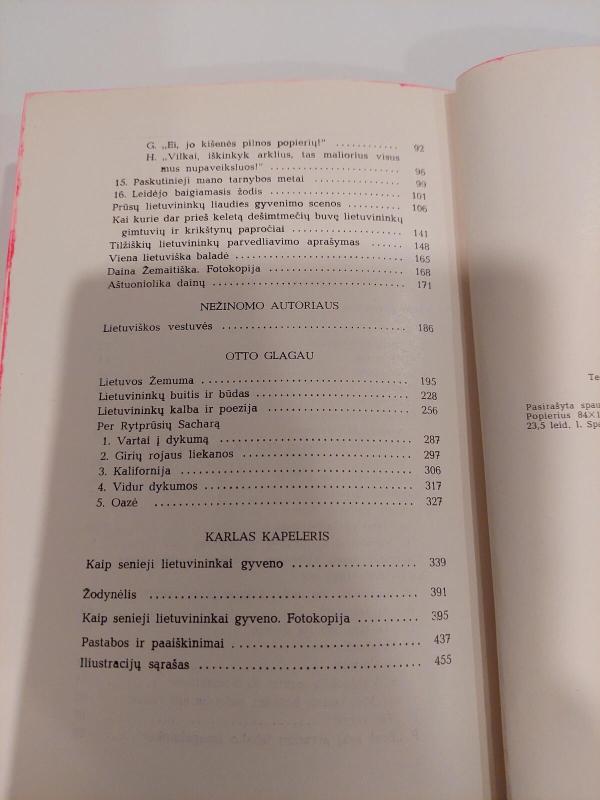 G. „Ei, jo kišenės pilnos popierių!" ............ 92
H. „Vilkai, iškinkyk arklius, tas maliorius visus
mus nupaveiksluos!" .................... 96
15. Paskutinieji mano tarnybos metai ............ 99
16. Leidėjo baigiamasis žodis .................... 101
Prūsų lietuvininkų liaudies gyvenimo scenos .......... 106
Kai kurie dar prieš keletą dešimtmečių buvę lietuvininkų
gimtuvių ir krikštynų papročiai .................. 141
Tilžiškių lietuvininkų parvedliavimo aprašymas ...... 148
Viena lietuviška baladė .......................... 165
Daina Žemaitiška. Fotokopija ...................... 168
Aštuoniolika dainų .............................. 171
NEŽINOMO AUTORIAUS
Lietuviškos vestuvės .............................. 186
OTTO GLAGAU
Lietuvos Žemuma .................................. 195
Lietuvininkų buitis ir būdas ...................... 228
Lietuvininkų kalba ir poezija ...................... 256
Per Rytprūsių Sacharą
1. Vartai į dykumą .............................. 287
2. Girių rojaus liekanos .......................... 297
3. Kalifornija .................................. 306
4. Vidur dykumos .............................. 317
5. Oazė ...................................... 327
KARLAS KAPELERIS
Kaip senieji lietuvininkai gyveno .................. 339
Žodynėlis ........................................ 391
Kaip senieji lietuvininkai gyveno. Fotokopija .......... 395
Pastabos ir paaiškinimai .......................... 437
Iliustracijų sąrašas ................................ 455
Te
Pasirašyta spau
Popierius 84×1
23,5 leid. l. Spa